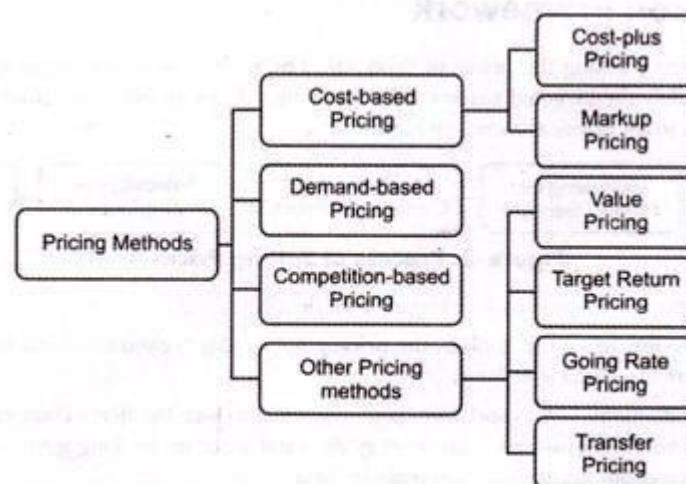 Pricing Methods
Cost-based
Pricing
Demand-based
Pricing
Competition-based
Pricing
Other Pricing
methods
Cost-plus
Pricing
Markup
Pricing
Value
Pricing
Target Return
Pricing
Going Rate
Pricing
Transfer
Pricing